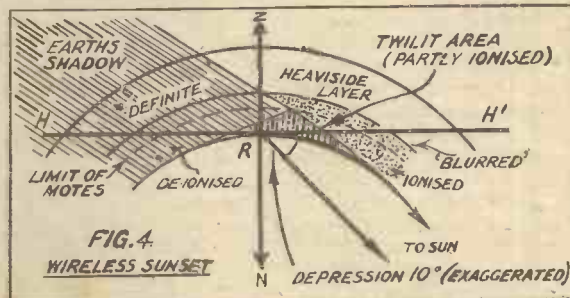 Z
EARTHS
SHADOW
TWILIT AREA
(PARTLY IONISED)
HEAVISIDE
LAYER
DEFINITE
H
H'
R
"BLURRED"
LIMIT OF
MOTES
DE-IONISED
IONISED
FIG. 4.
WIRELESS SUNSET
TO SUN
N
DEPRESSION 10° (EXAGGERATED)